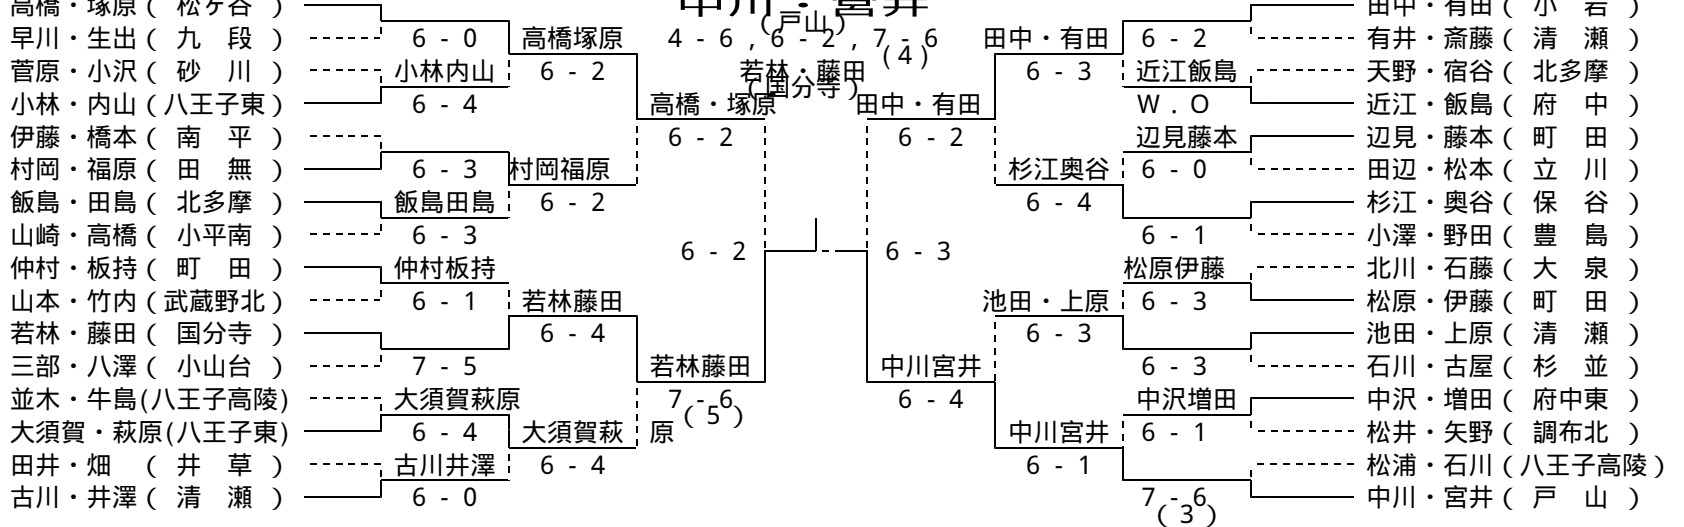 高橋・塚原 ( 松ヶ谷 )
早川・生出 ( 九 段 )
菅原・小沢 ( 砂 川 )
小林・内山 ( 八王子東 )
伊藤・橋本 ( 南 平 )
村岡・福原 ( 田 無 )
飯島・田島 ( 北多摩 )
山崎・高橋 ( 小平南 )
仲村・板持 ( 町 田 )
山本・竹内 ( 武蔵野北 )
若林・藤田 ( 国分寺 )
三部・八澤 ( 小山台 )
並木・牛島(八王子高陵)
大須賀・萩原(八王子東)
田井・畑 ( 井 草 )
古川・井澤 ( 清 瀬 )
6 - 0
小林内山
6 - 4
6 - 3
飯島田島
6 - 3
仲村板持
6 - 1
7 - 5
大須賀萩原
6 - 4
古川井澤
6 - 0
高橋塚原
6 - 2
村岡福原
6 - 2
若林藤田
6 - 4
大須賀萩 原
6 - 4
高橋・塚原
6 - 2
若林藤田
7 - 6
( 5 )
6 - 2
中川・宮井
( 戸山 )
4 - 6 , 6 - 2 , 7 - 6
( 4 )
若林・藤田
( 国分寺 )
6 - 3
田中・有田
6 - 2
中川宮井
6 - 4
田中・有田
6 - 3
杉江奥谷
6 - 4
池田・上原
6 - 3
中川宮井
6 - 1
6 - 2
近江飯島
W . O
辺見藤本
6 - 0
6 - 1
松原伊藤
6 - 3
6 - 3
中沢増田
6 - 1
7 - 6
( 3 )
田中・有田 ( 小 岩 )
有井・斎藤 ( 清 瀬 )
天野・宿谷 ( 北多摩 )
近江・飯島 ( 府 中 )
辺見・藤本 ( 町 田 )
田辺・松本 ( 立 川 )
杉江・奥谷 ( 保 谷 )
小澤・野田 ( 豊 島 )
北川・石藤 ( 大 泉 )
松原・伊藤 ( 町 田 )
池田・上原 ( 清 瀬 )
石川・古屋 ( 杉 並 )
中沢・増田 ( 府中東 )
松井・矢野 ( 調布北 )
松浦・石川 ( 八王子高陵 )
中川・宮井 ( 戸 山 )